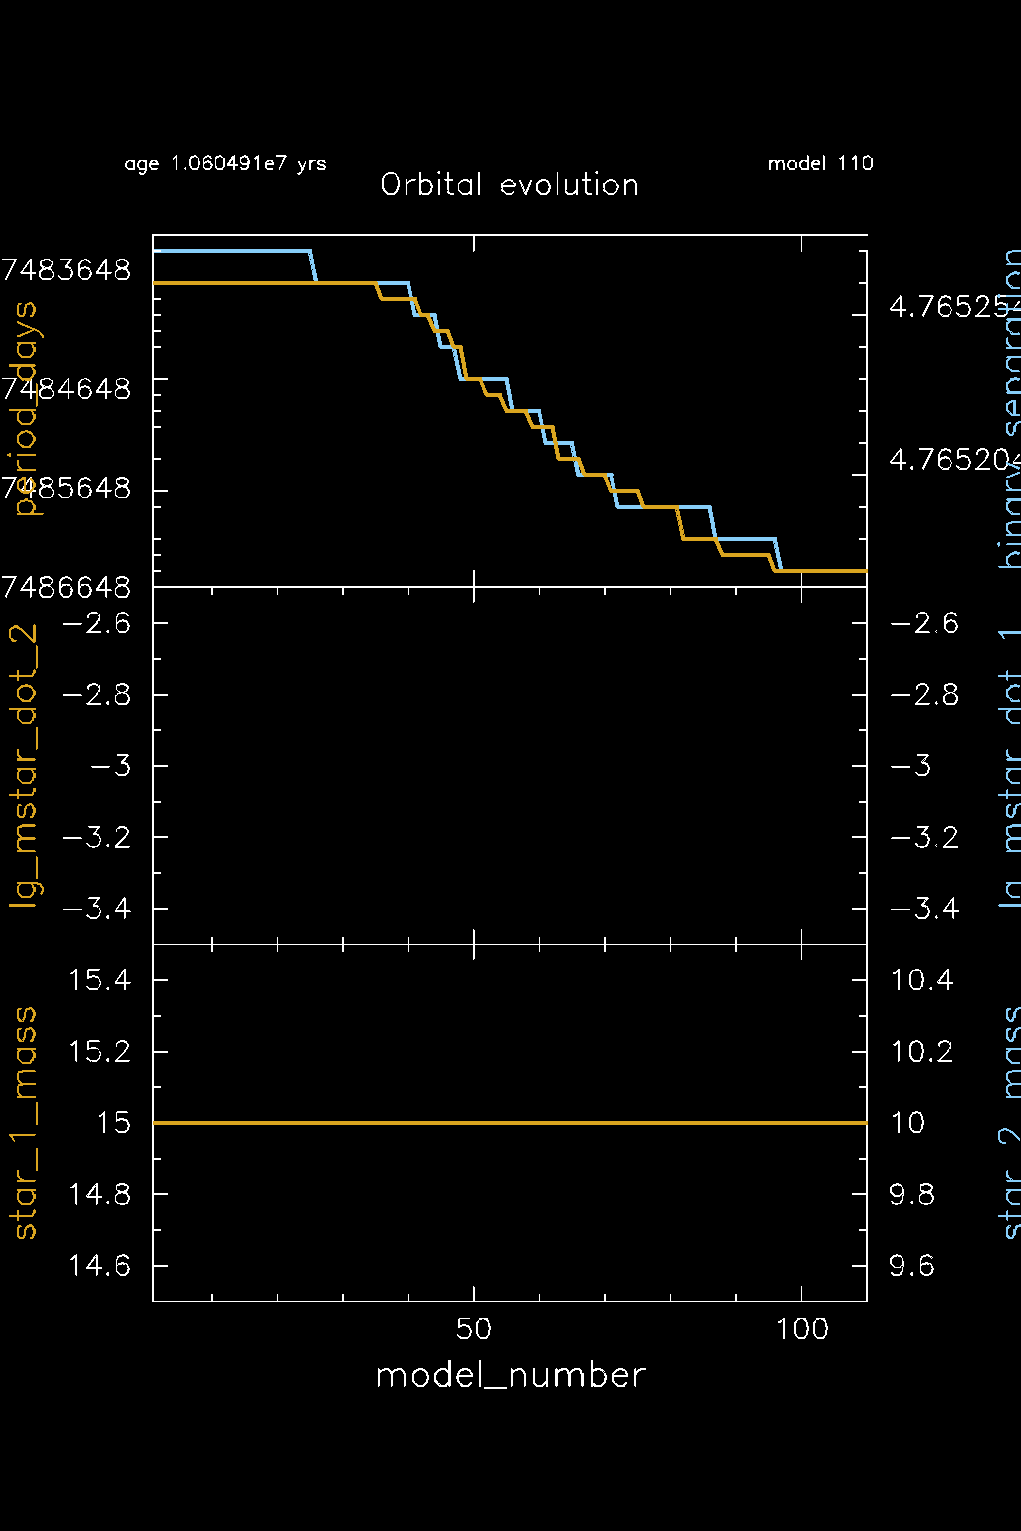 age 1.060491e7 yrs
model 110
Orbital evolution
7483648
7484648
7485648
7486648
period_days
4.765204
binary_separation
−2.6
−2.8
−3
−3.2
−3.4
lg_mstar_dot_2
−2.6
−2.8
−3
−3.2
−3.4
lg_mstar_dot_1
15.4
15.2
15
14.8
14.6
star_1_mass
10.4
10.2
10
9.8
9.6
star_2_mass
50
100
model_number